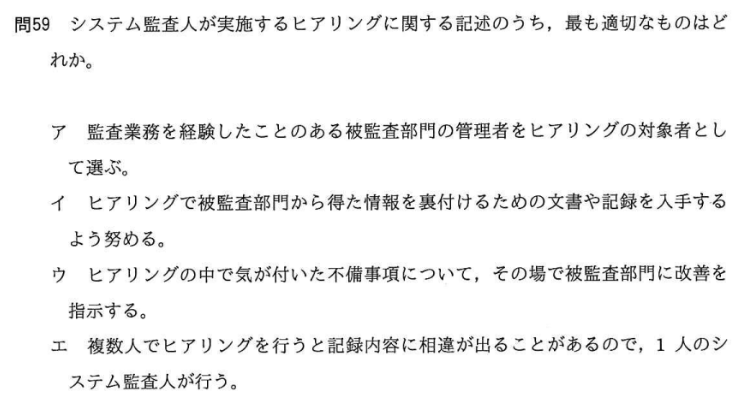 問59 システム監査人が実施するヒアリングに関する記述のうち，最も適切なものはど
れか。
ア 監査業務を経験したことのある被監査部門の管理者をヒアリングの対象者とし
て選ぶ。
イ ヒアリングで被監査部門から得た情報を裏付けるための文書や記録を入手する
よう努める。
ウ ヒアリングの中で気が付いた不備事項について，その場で被監査部門に改善を
指示する。
エ 複数人でヒアリングを行うと記録内容に相違が出ることがあるので，1 人のシ
ステム監査人が行う。